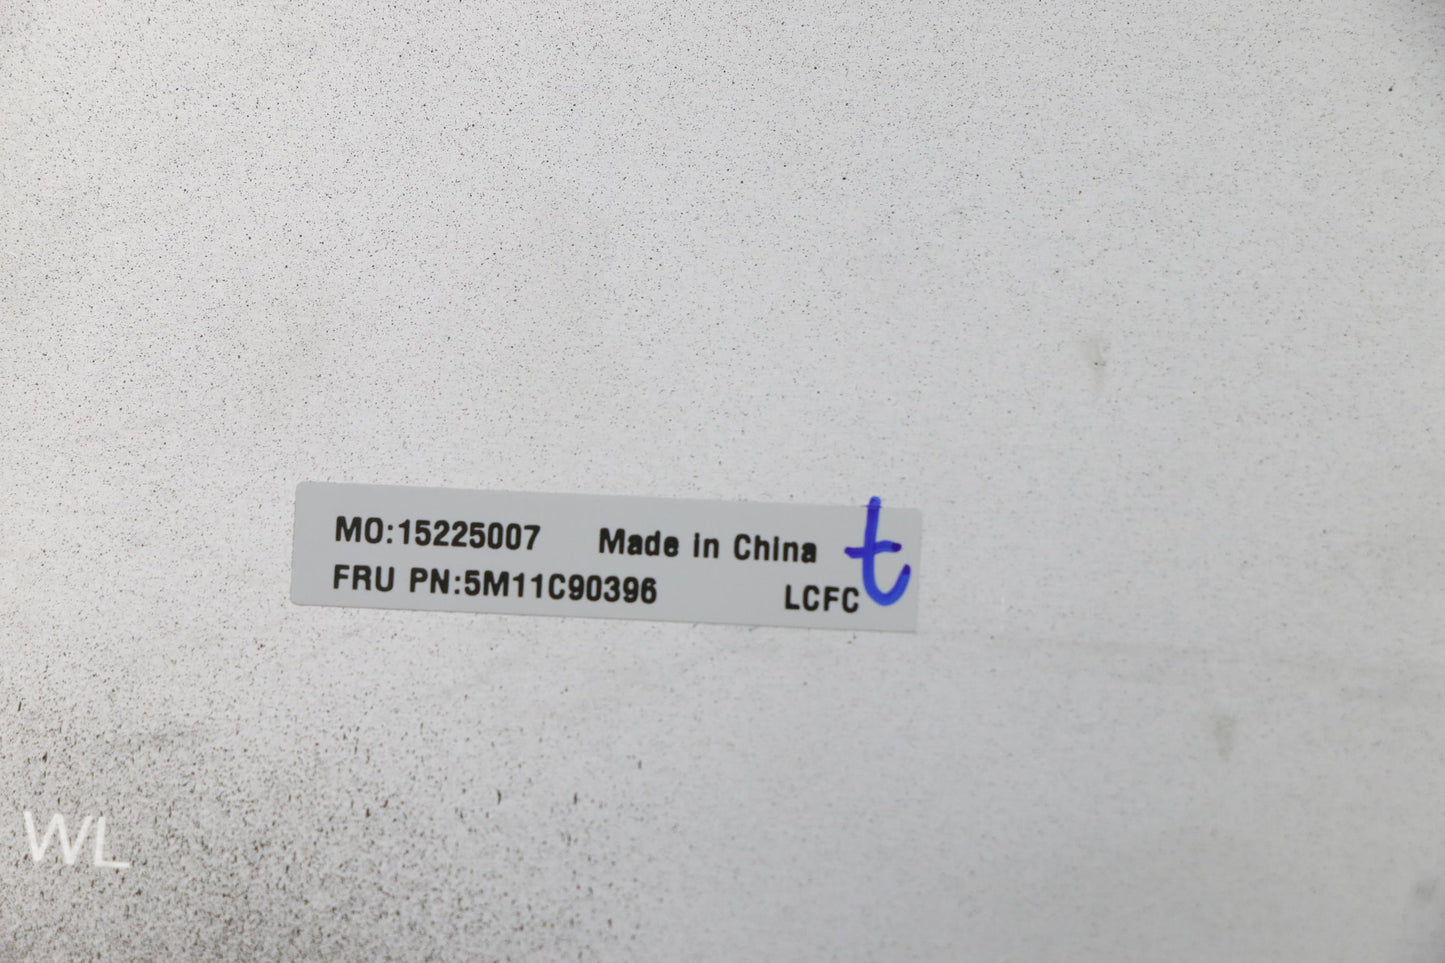 MO:15225007 Made in China t
FRU PN:5M11C90396 LCFC
WL